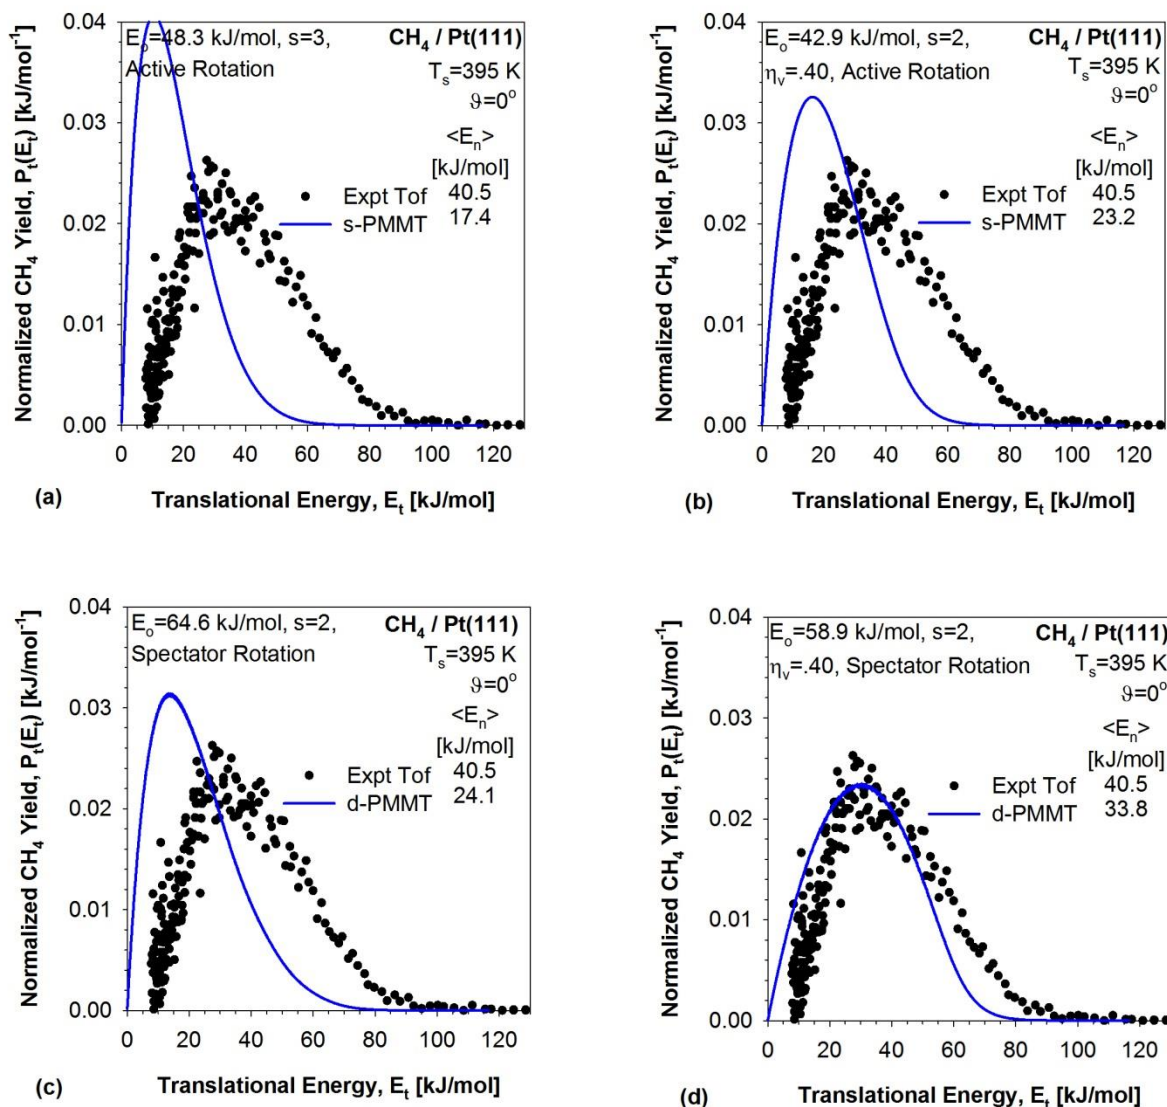 E₀=48.3 kJ/mol, s=3,
Active Rotation
CH₄ / Pt(111)
Tₛ=395 K
ϑ=0°
<Eₙ>
[kJ/mol]
Expt Tof 40.5
s-PMMT 17.4
0.04
0.03
0.02
0.01
0.00
Normalized CH₄ Yield, Pₜ(Eₜ) [kJ/mol⁻¹]
0 20 40 60 80 100 120
Translational Energy, Eₜ [kJ/mol]
(a)
E₀=42.9 kJ/mol, s=2,
ηᵥ=.40, Active Rotation
CH₄ / Pt(111)
Tₛ=395 K
ϑ=0°
<Eₙ>
[kJ/mol]
Expt Tof 40.5
s-PMMT 23.2
0.04
0.03
0.02
0.01
0.00
Normalized CH₄ Yield, Pₜ(Eₜ) [kJ/mol⁻¹]
0 20 40 60 80 100 120
Translational Energy, Eₜ [kJ/mol]
(b)
E₀=64.6 kJ/mol, s=2,
Spectator Rotation
CH₄ / Pt(111)
Tₛ=395 K
ϑ=0°
<Eₙ>
[kJ/mol]
Expt Tof 40.5
d-PMMT 24.1
0.04
0.03
0.02
0.01
0.00
Normalized CH₄ Yield, Pₜ(Eₜ) [kJ/mol⁻¹]
0 20 40 60 80 100 120
Translational Energy, Eₜ [kJ/mol]
(c)
E₀=58.9 kJ/mol, s=2,
ηᵥ=.40, Spectator Rotation
CH₄ / Pt(111)
Tₛ=395 K
ϑ=0°
<Eₙ>
[kJ/mol]
Expt Tof 40.5
d-PMMT 33.8
0.04
0.03
0.02
0.01
0.00
Normalized CH₄ Yield, Pₜ(Eₜ) [kJ/mol⁻¹]
0 20 40 60 80 100 120
Translational Energy, Eₜ [kJ/mol]
(d)